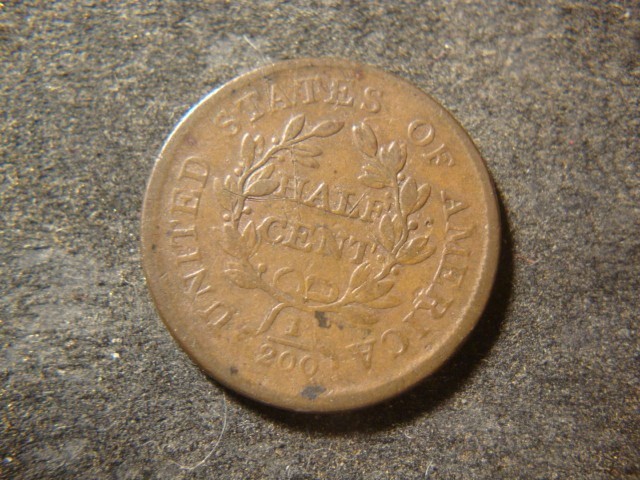 UNITED STATES OF AMERICA
HALF
CENT
1
200